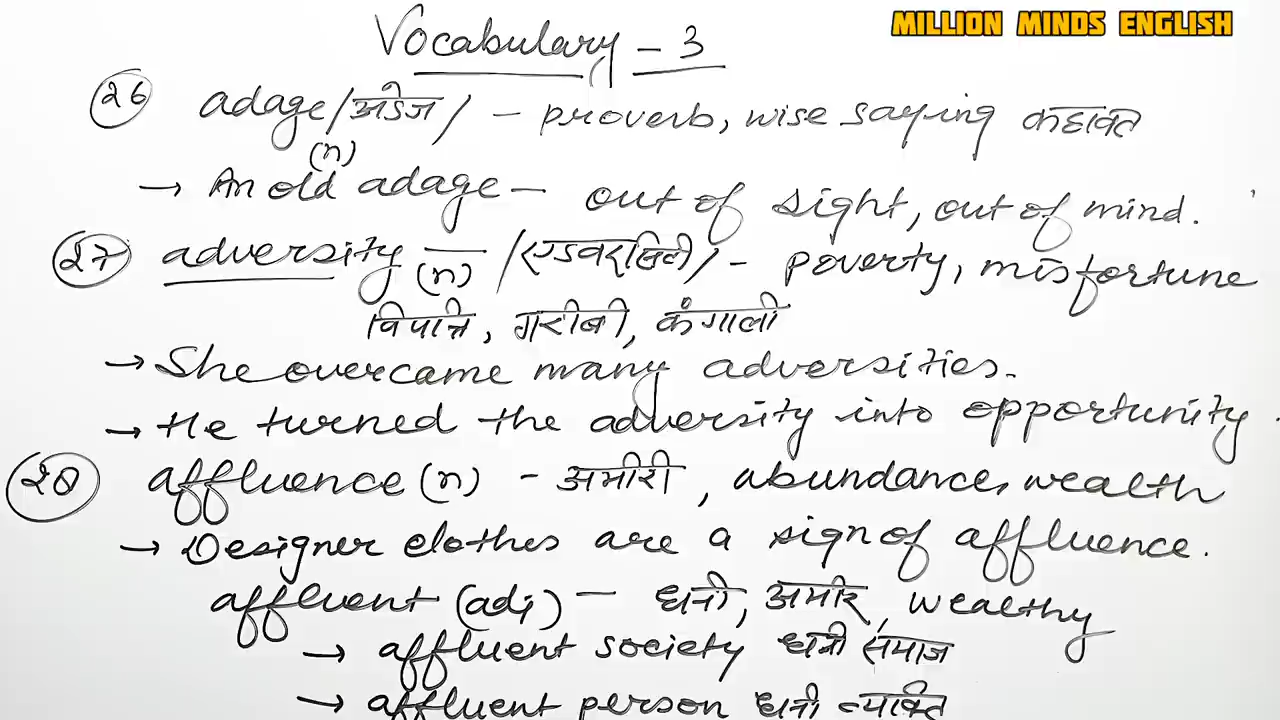 MILLION MINDS ENGLISH
Vocabulary - 3
26 adage /अडेज/ - proverb, wise saying कहावत
(n)
→ An old adage - out of sight, out of mind.
27 adversity (n) /एडवरसिटी/ - poverty, misfortune
विपत्ति, गरीबी, कंगाली
→ She overcame many adversities.
→ He turned the adversity into opportunity.
28 affluence (n) - अमीरी, abundance, wealth
→ Designer clothes are a sign of affluence.
affluent (adj) - धनी, अमीर, wealthy
→ affluent society धनी समाज
→ affluent person धनी व्यक्ति